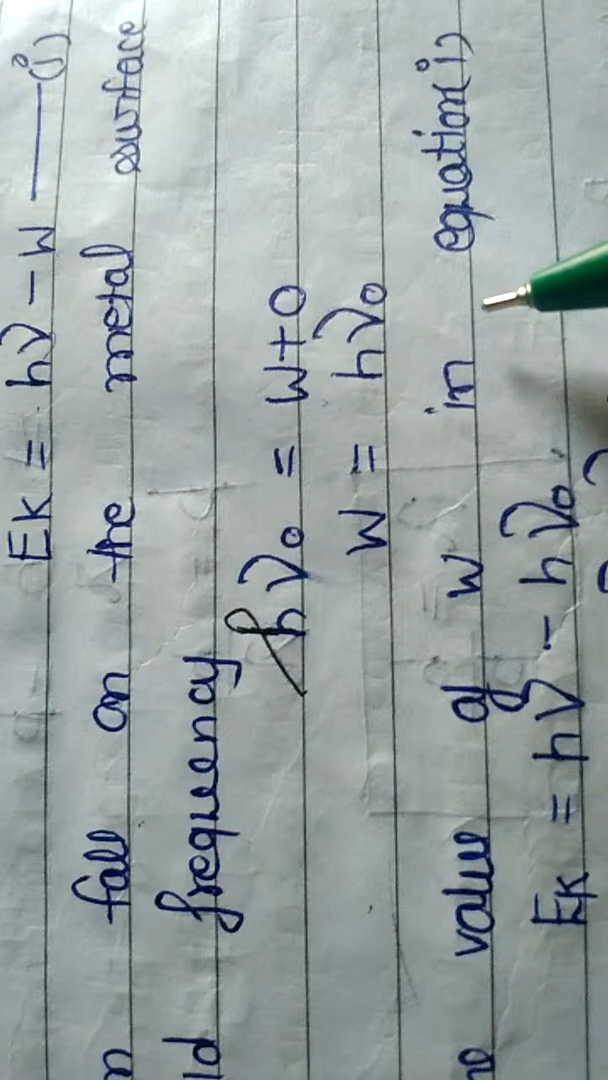 EK = hν - W —— (i)
fall on the metal surface
ld frequency
hν₀ = W + 0
W = hν₀
value of W in equation(i)
EK = hν - hν₀